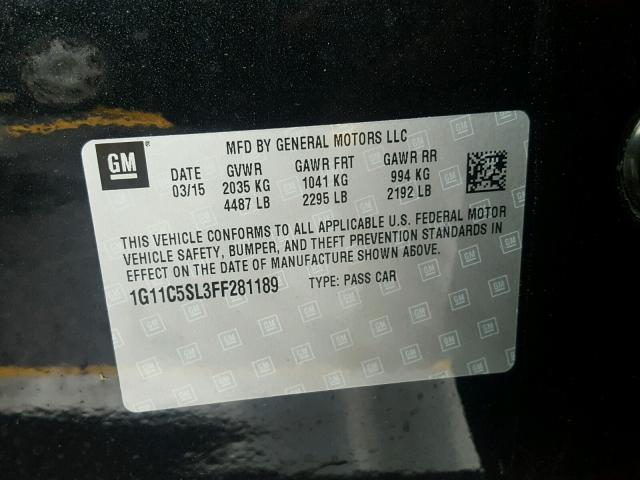 GM ® MFD BY GENERAL MOTORS LLC
DATE GVWR GAWR FRT GAWR RR
03/15 2035 KG 1041 KG 994 KG
4487 LB 2295 LB 2192 LB
THIS VEHICLE CONFORMS TO ALL APPLICABLE U.S. FEDERAL MOTOR
VEHICLE SAFETY, BUMPER, AND THEFT PREVENTION STANDARDS IN
EFFECT ON THE DATE OF MANUFACTURE SHOWN ABOVE.
1G11C5SL3FF281189 TYPE: PASS CAR